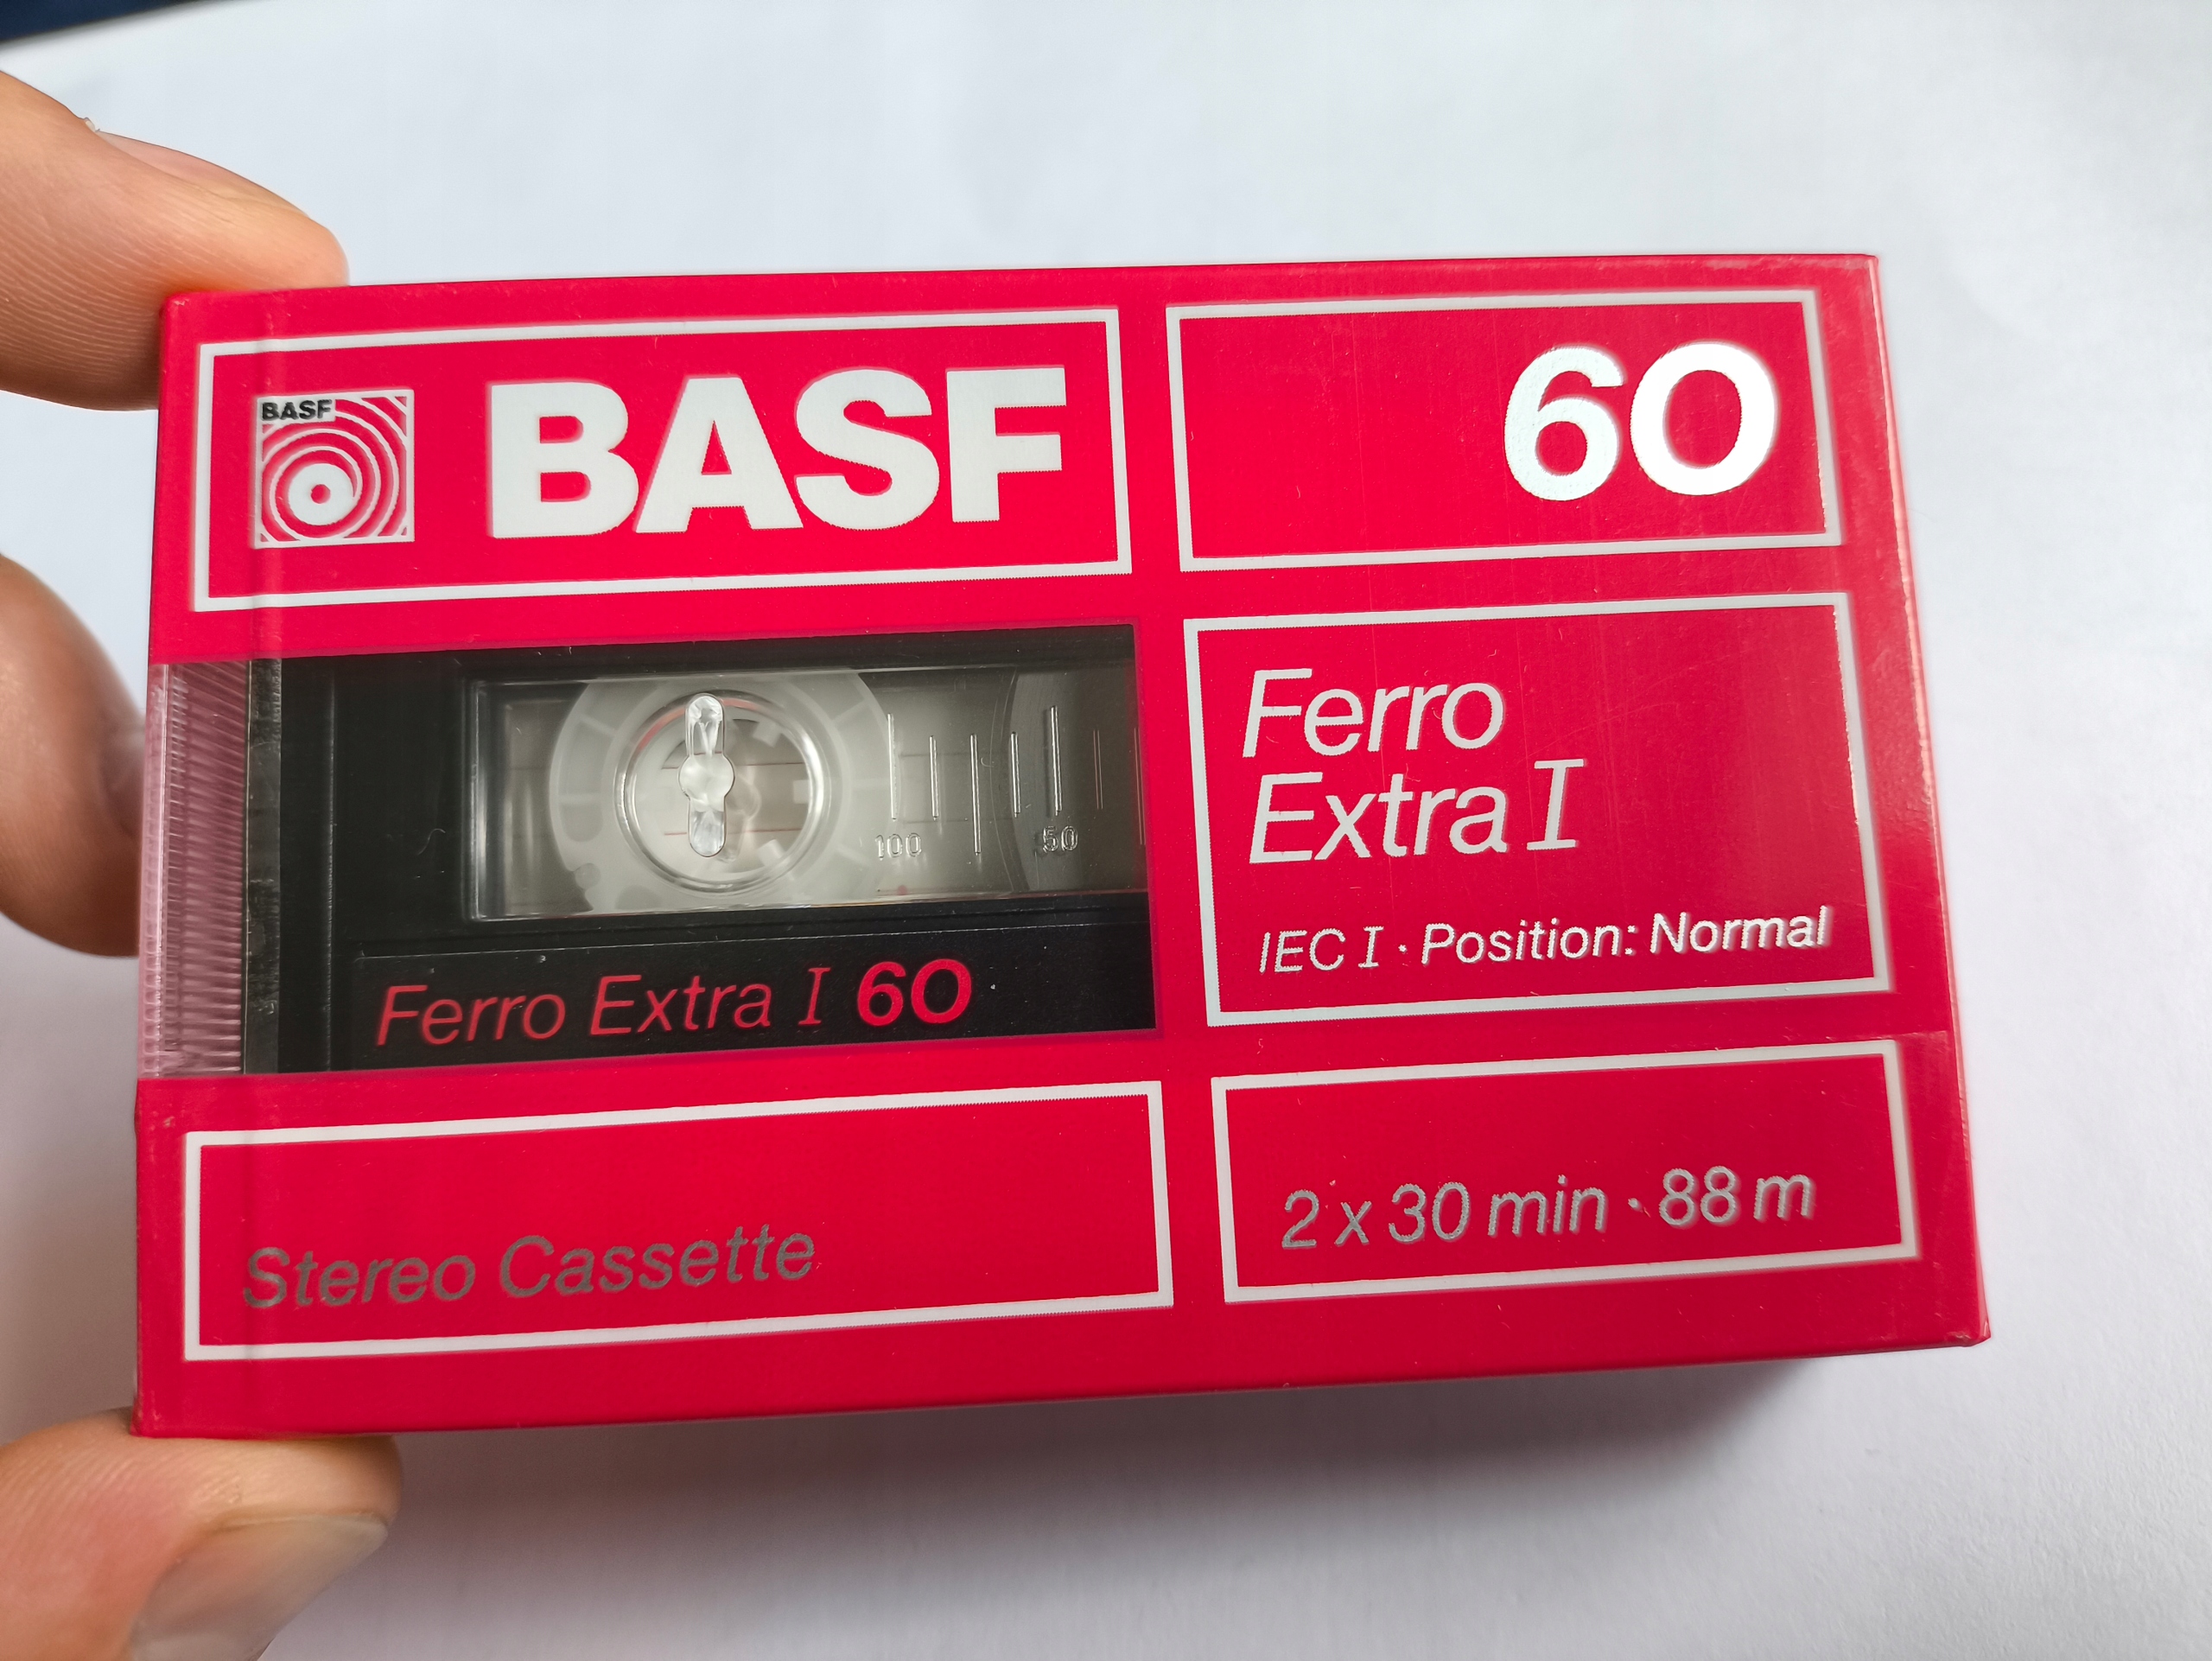 BASF
BASF
60
Ferro
Extra I
IEC I · Position: Normal
100
50
Ferro Extra I 60
Stereo Cassette
2 x 30 min · 88 m